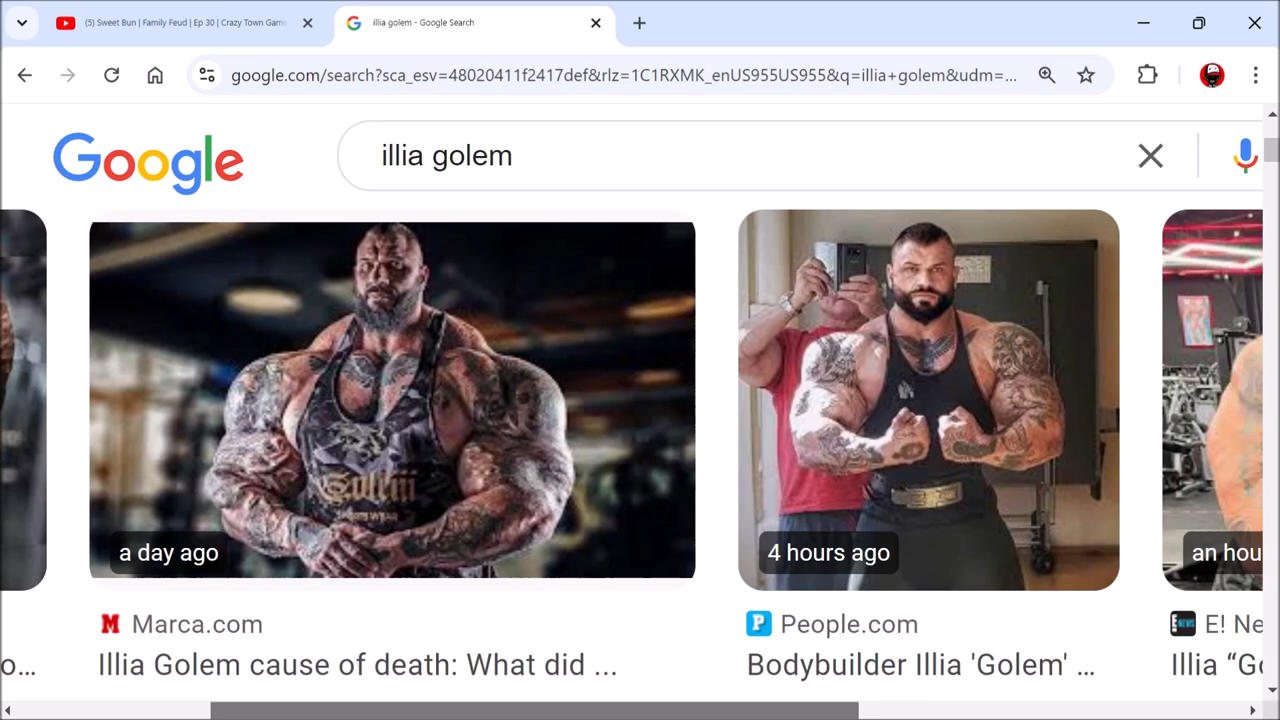 (5) Sweet Bun | Family Feud | Ep 30 | Crazy Town Gam
illia golem - Google Search
google.com/search?sca_esv=48020411f2417def&rlz=1C1RXMK_enUS955US955&q=illia+golem&udm=...
Google
illia golem
a day ago
4 hours ago
an hou
M Marca.com
P People.com
E! NEWS E! Ne
o...
Illia Golem cause of death: What did ...
Bodybuilder Illia 'Golem' ...
Illia “Go